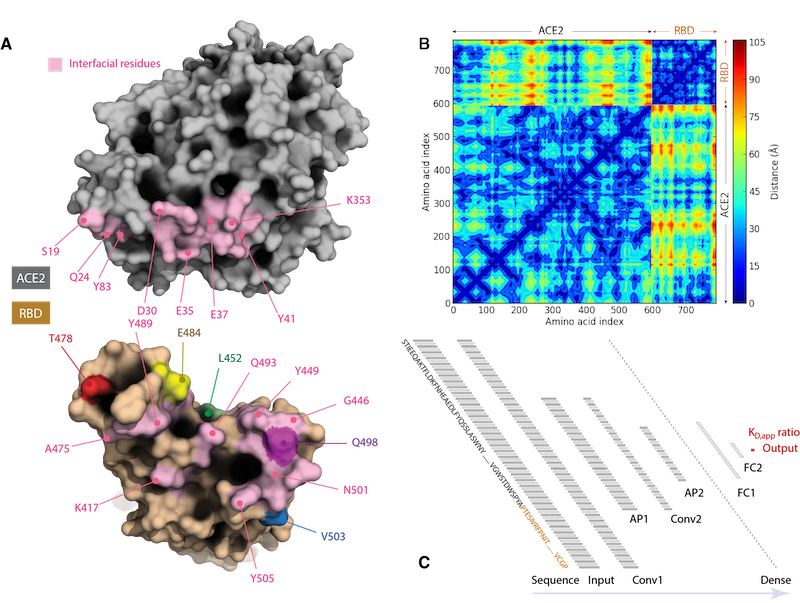 A
Interfacial residues
K353
S19
Q24
Y83
D30
E35
E37
Y41
ACE2
RBD
Y489
E484
T478
L452
Q493
Y449
G446
A475
Q498
K417
N501
V503
Y505
B
ACE2
RBD
700
600
500
400
300
200
100
0
0
100
200
300
400
500
600
700
Amino acid index
Amino acid index
RBD
ACE2
105
90
75
60
45
30
15
0
Distance (Å)
STIEEQAKTFLDKFNHEAEDLFYQSSLASWNY ... VGWSTDWSPYAPTESIVRFPNIT ... VCGP
KD,app ratio
Output
FC2
FC1
AP2
Conv2
AP1
C
Sequence
Input
Conv1
Dense